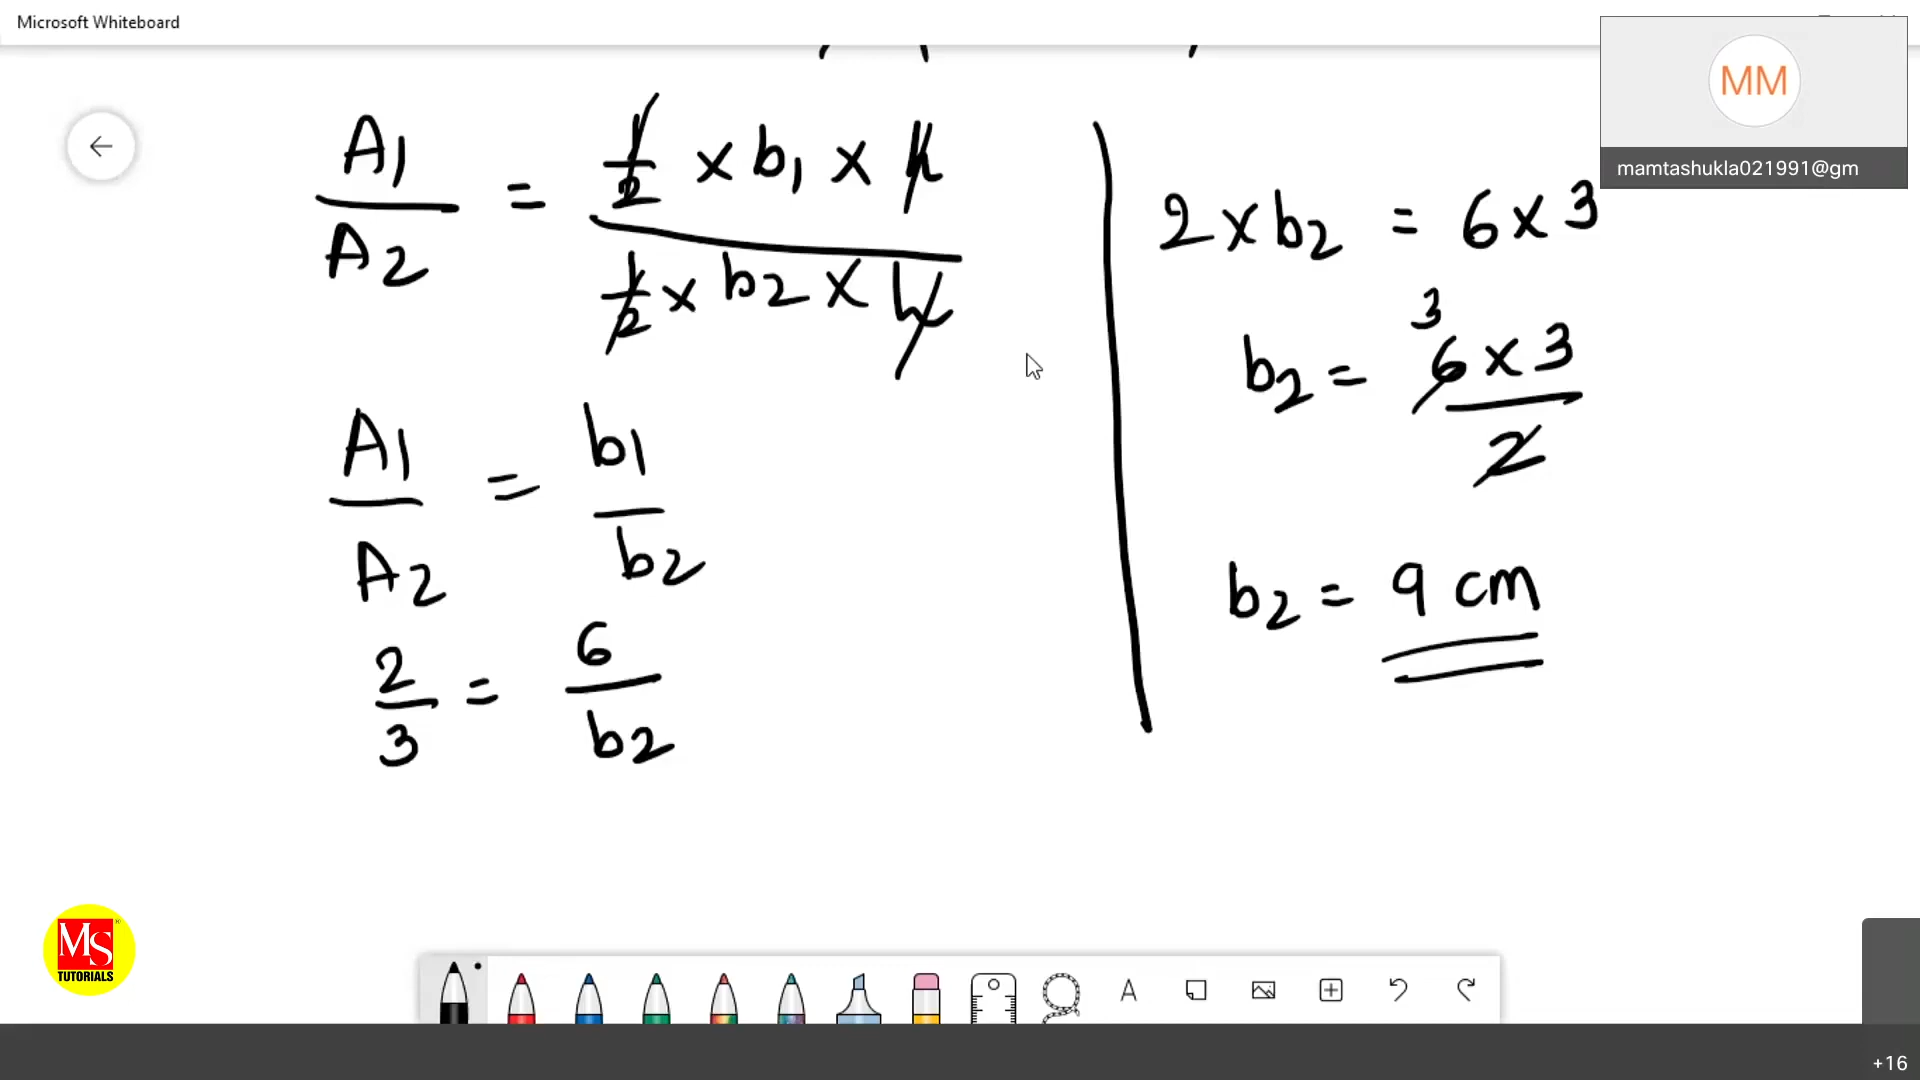 Microsoft Whiteboard
MM
mamtashukla021991@gm
A1/A2 = (1/2 × b1 × h)/(1/2 × b2 × h)
A1/A2 = b1/b2
2/3 = 6/b2
2 × b2 = 6 × 3
3
b2 = (6 × 3)/2
b2 = 9 cm
MS
TUTORIALS
A
+16